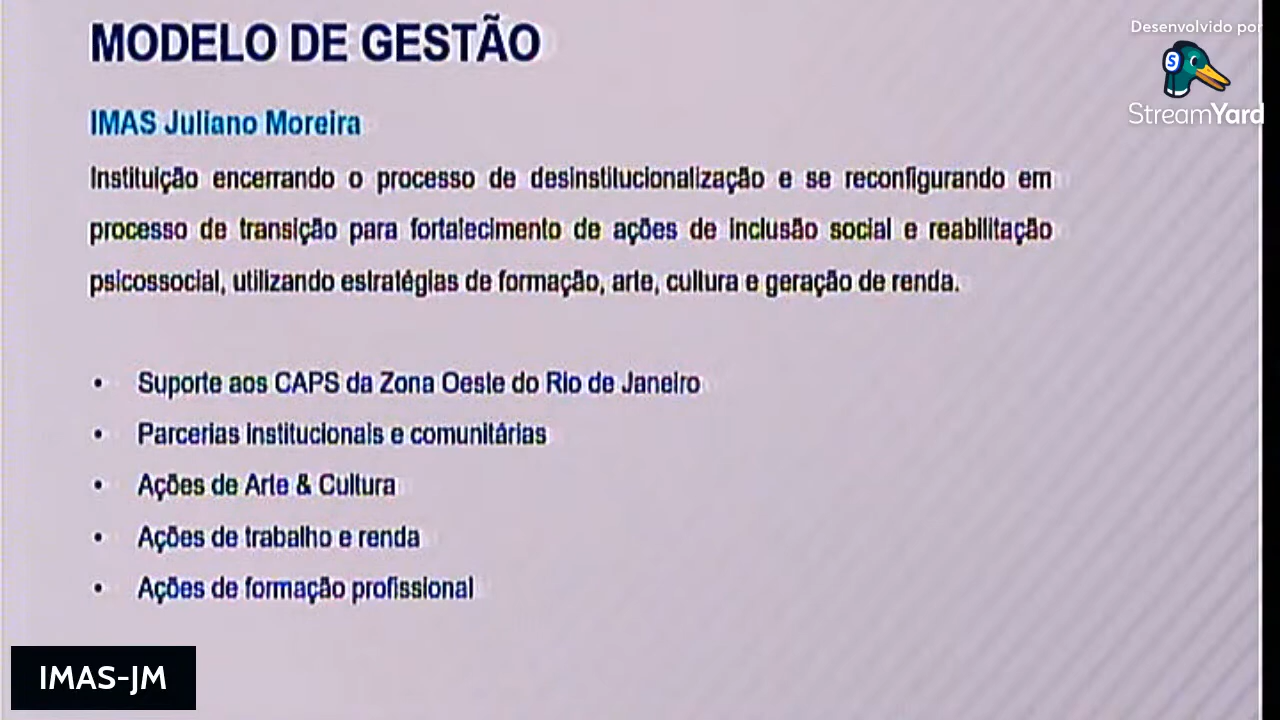 MODELO DE GESTÃO
Desenvolvido por
StreamYard
IMAS Juliano Moreira
Instituição encerrando o processo de desinstitucionalização e se reconfigurando em
processo de transição para fortalecimento de ações de inclusão social e reabilitação
psicossocial, utilizando estratégias de formação, arte, cultura e geração de renda.
• Suporte aos CAPS da Zona Oeste do Rio de Janeiro
• Parcerias institucionais e comunitárias
• Ações de Arte & Cultura
• Ações de trabalho e renda
• Ações de formação profissional
IMAS-JM